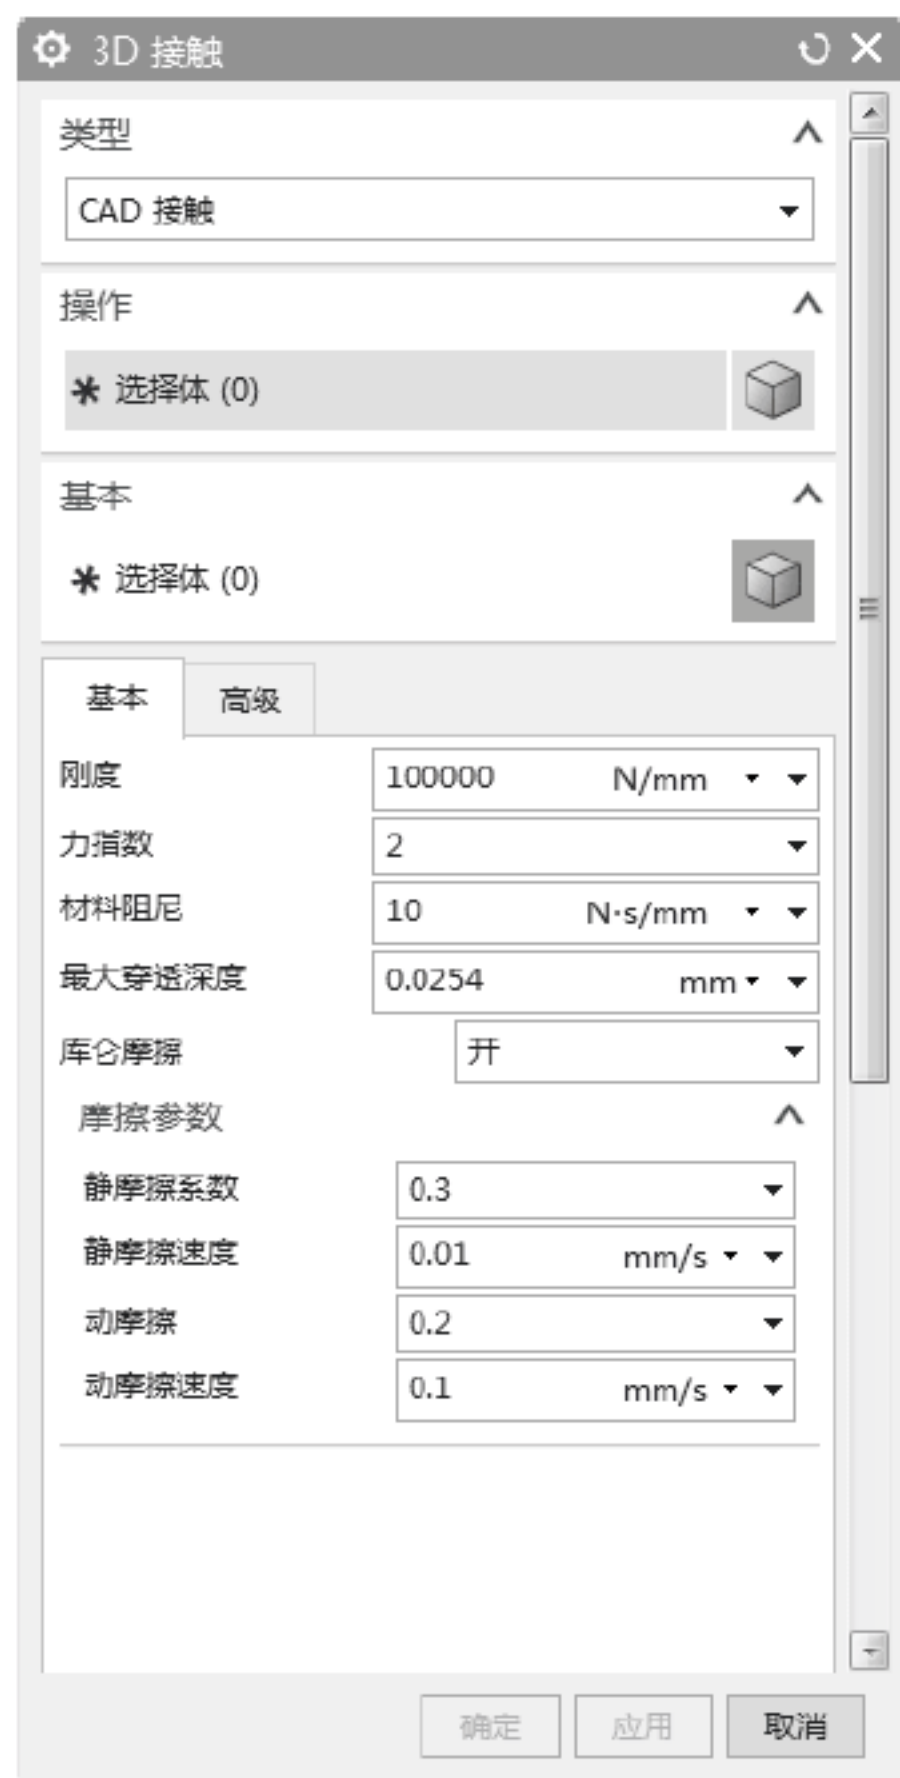 3D 接触
类型
CAD 接触
操作
* 选择体 (0)
基本
* 选择体 (0)
基本 高级
刚度 100000 N/mm
力指数 2
材料阻尼 10 N·s/mm
最大穿透深度 0.0254 mm
库仑摩擦 开
摩擦参数
静摩擦系数 0.3
静摩擦速度 0.01 mm/s
动摩擦 0.2
动摩擦速度 0.1 mm/s
确定 应用 取消